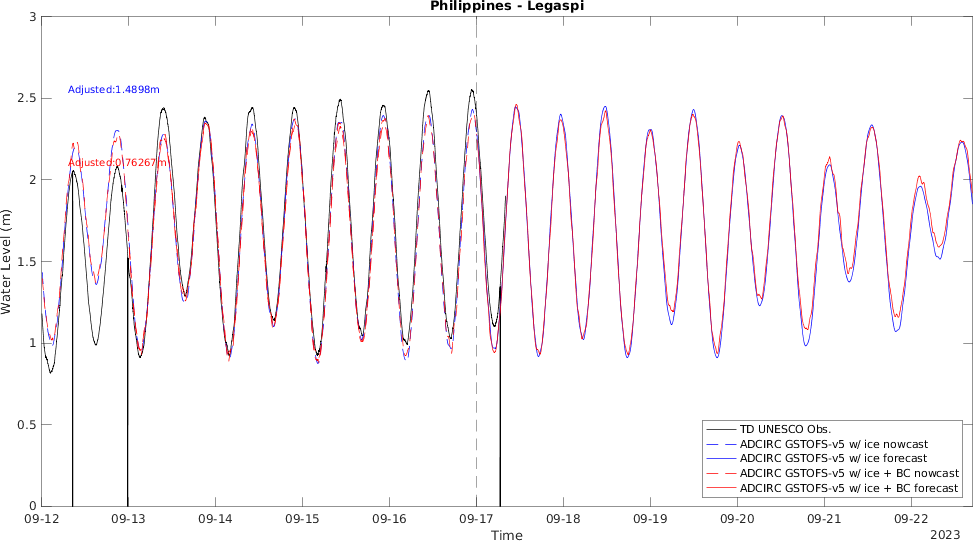 Philippines - Legaspi
3
2.5
2
1.5
1
0.5
0
Water Level (m)
Adjusted:1.4898m
Adjusted:0.76267m
TD UNESCO Obs.
ADCIRC GSTOFS-v5 w/ ice nowcast
ADCIRC GSTOFS-v5 w/ ice forecast
ADCIRC GSTOFS-v5 w/ ice + BC nowcast
ADCIRC GSTOFS-v5 w/ ice + BC forecast
09-12 09-13 09-14 09-15 09-16 09-17 09-18 09-19 09-20 09-21 09-22
2023
Time